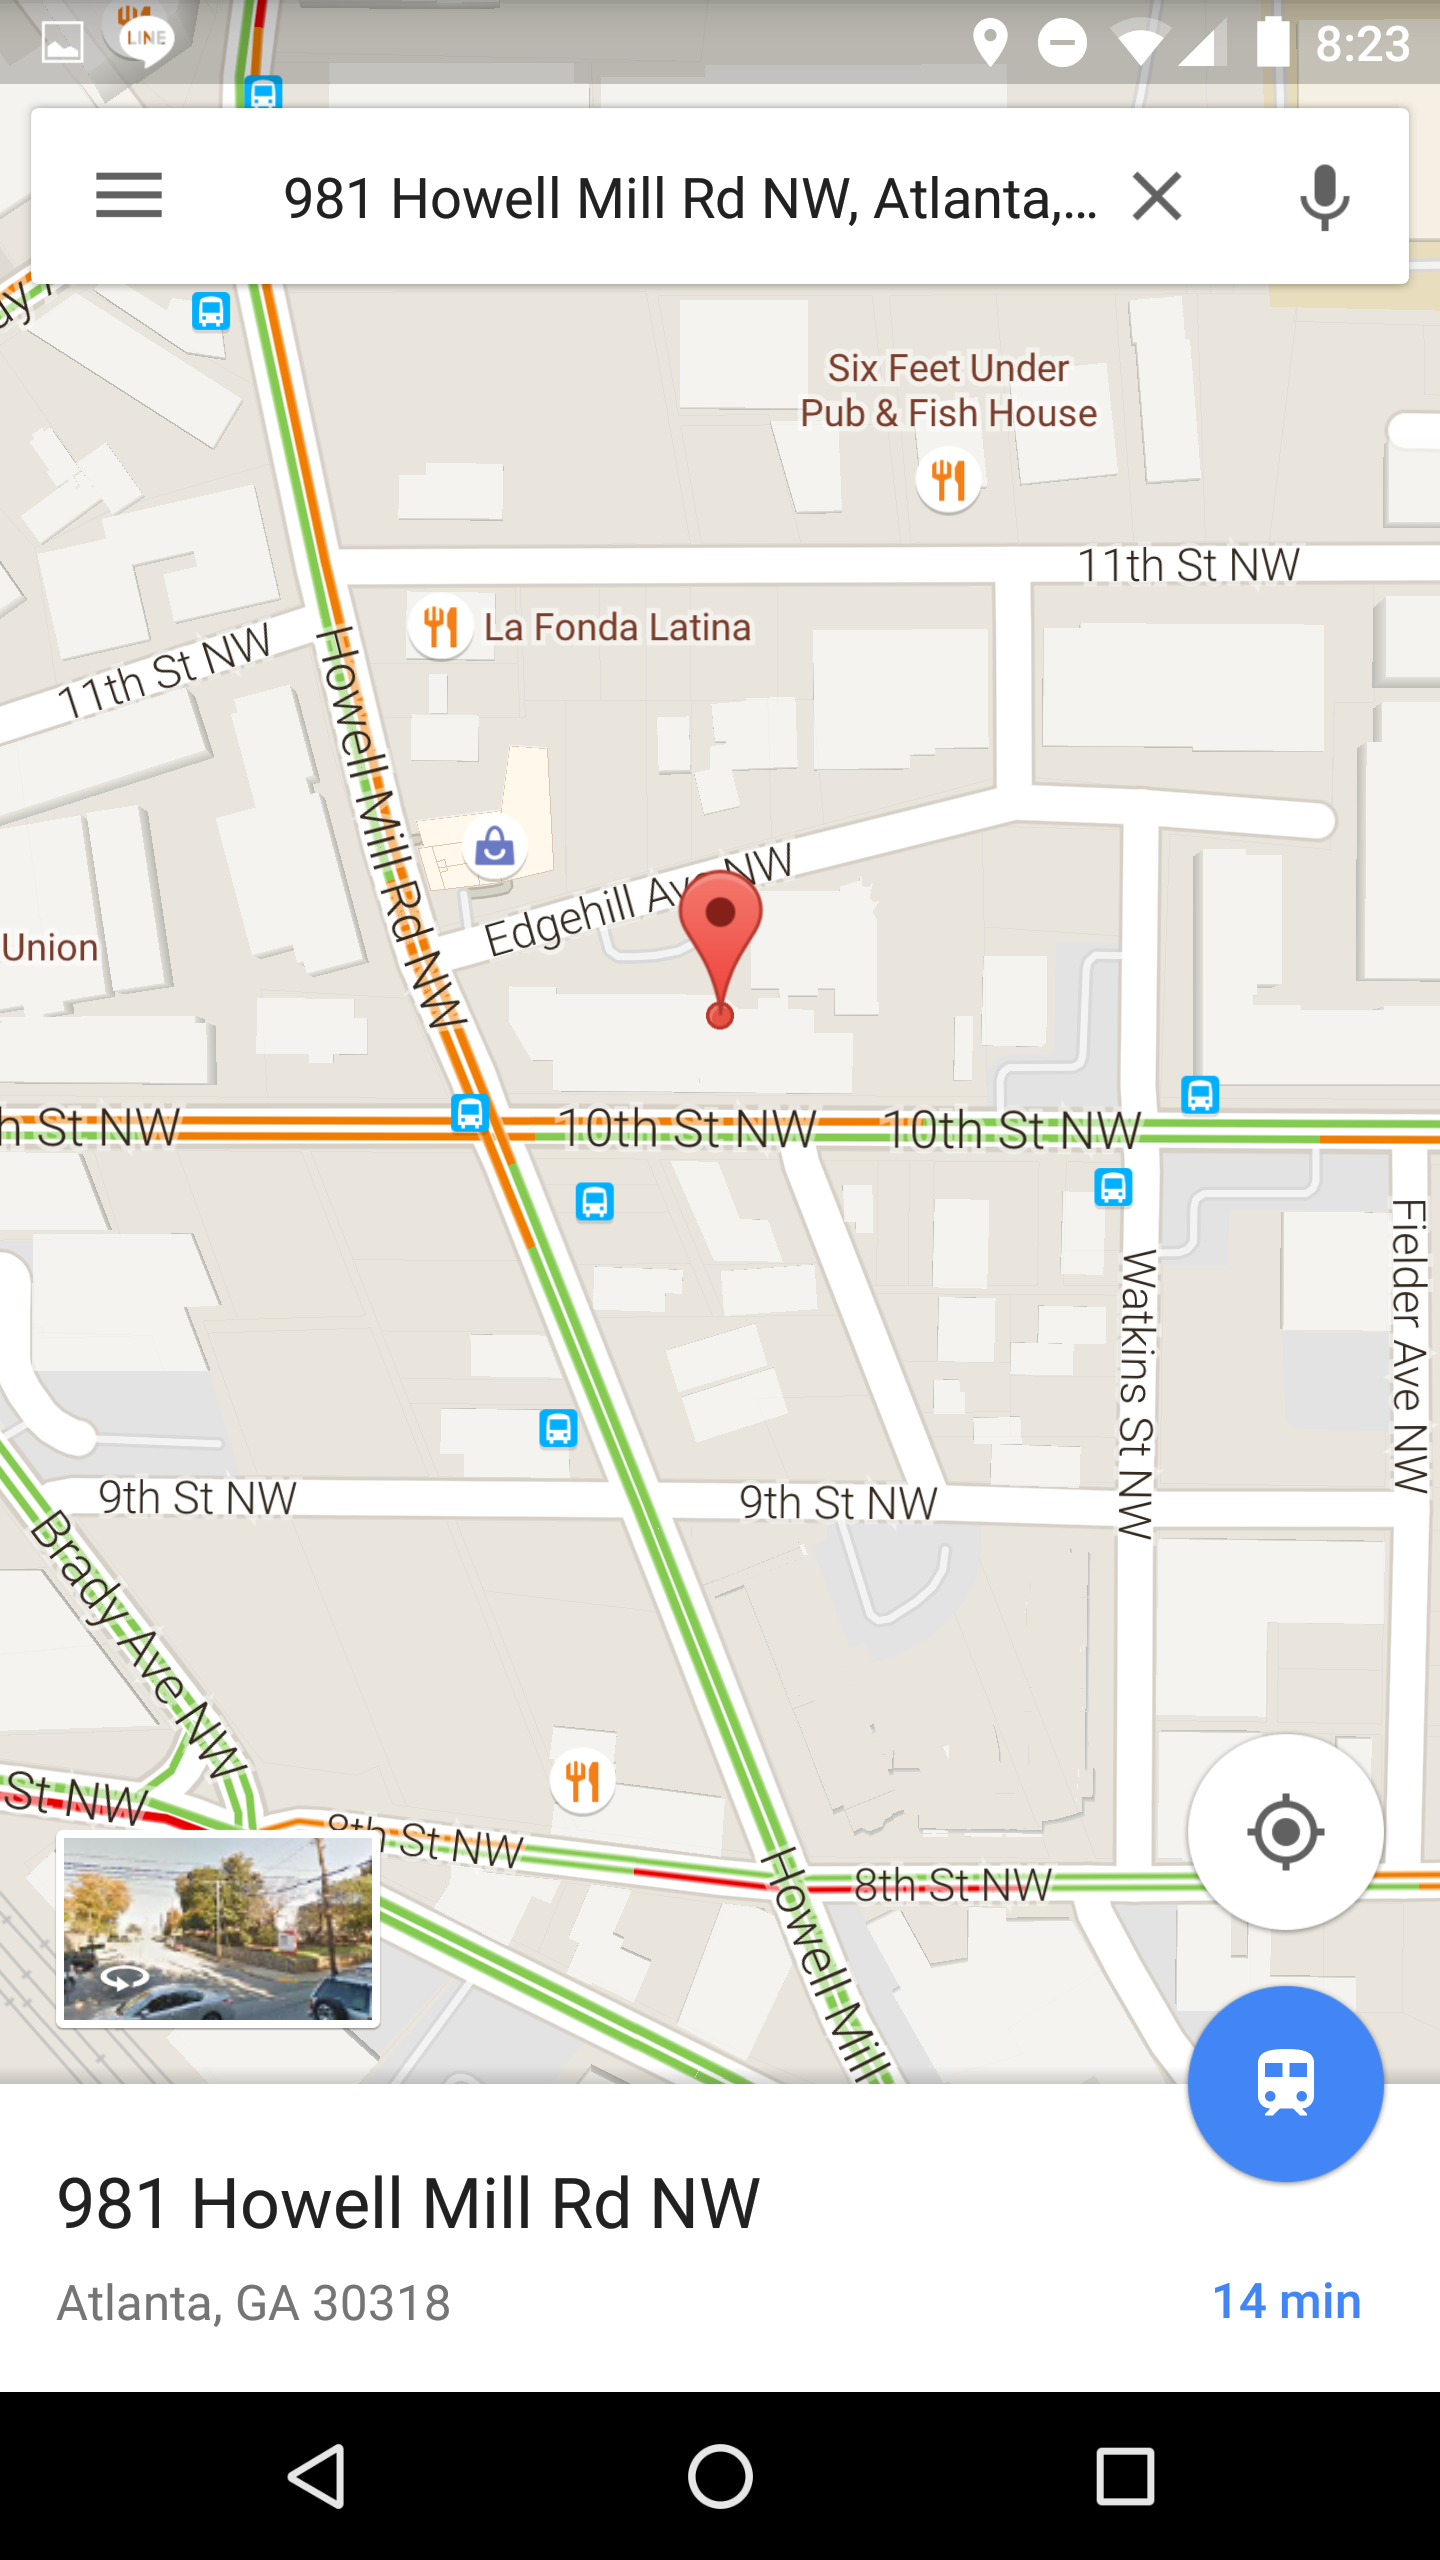 LINE
8:23
981 Howell Mill Rd NW, Atlanta,...
Six Feet Under
Pub & Fish House
11th St NW
La Fonda Latina
11th St NW
Howell Mill Rd NW
Edgehill Ave NW
Union
h St NW
10th St NW
10th St NW
Watkins St NW
Fielder Ave NW
9th St NW
9th St NW
Brady Ave NW
St NW
8th St NW
8th St NW
Howell Mill
981 Howell Mill Rd NW
Atlanta, GA 30318
14 min